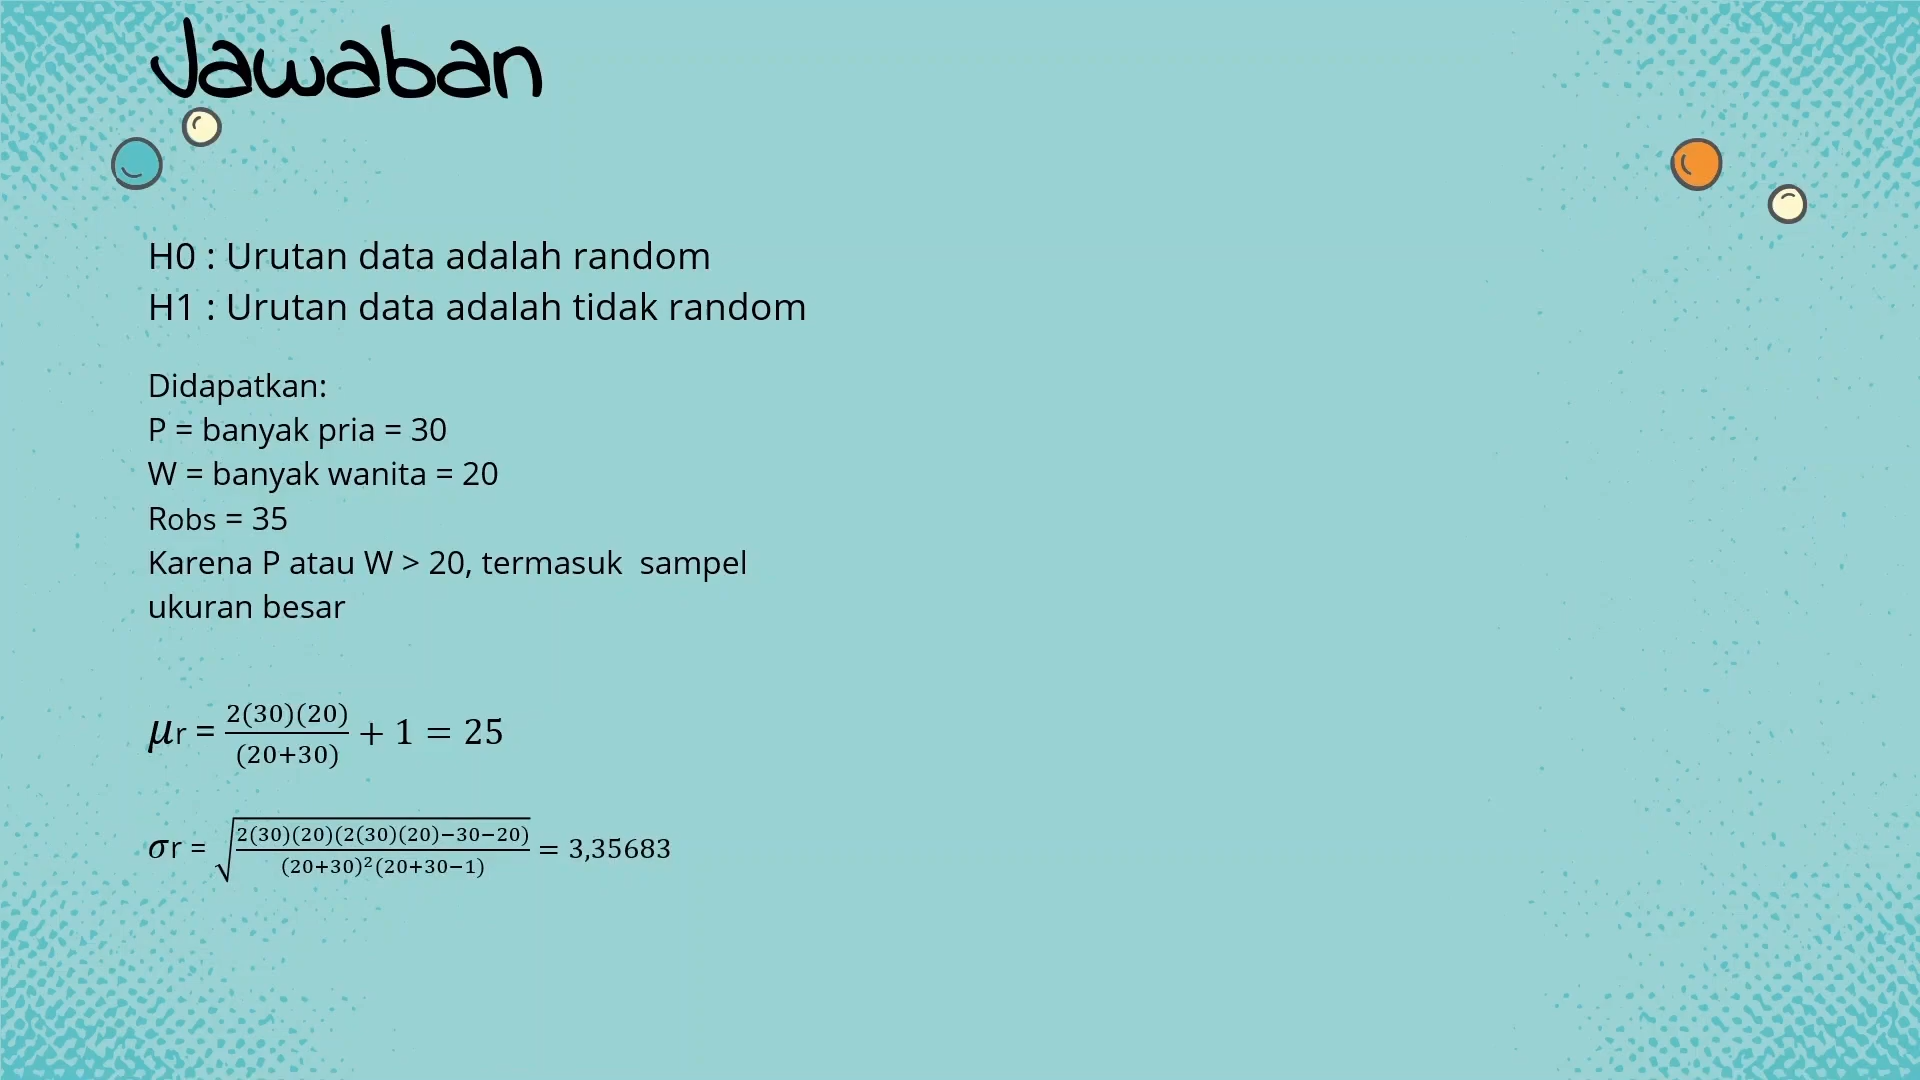 Jawaban
H0 : Urutan data adalah random
H1 : Urutan data adalah tidak random
Didapatkan:
P = banyak pria = 30
W = banyak wanita = 20
Robs = 35
Karena P atau W > 20, termasuk  sampel
ukuran besar
μr = 2(30)(20)/(20+30) + 1 = 25
σr = √(2(30)(20)(2(30)(20)−30−20)/(20+30)²(20+30−1)) = 3,35683